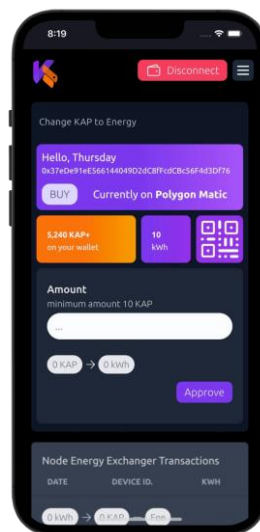 8:19
Disconnect
Change KAP to Energy
Hello, Thursday
0x37eDe91eE566144049D2dC8fFcdCBcS6F4d3Df76
BUY
Currently on Polygon Matic
5,240 KAP+
on your wallet
10
kWh
Amount
minimum amount 10 KAP
...
0 KAP → 0 kWh
Approve
Node Energy Exchanger Transactions
DATE DEVICE ID. KWH
0 kWh → 0 KAP Fee